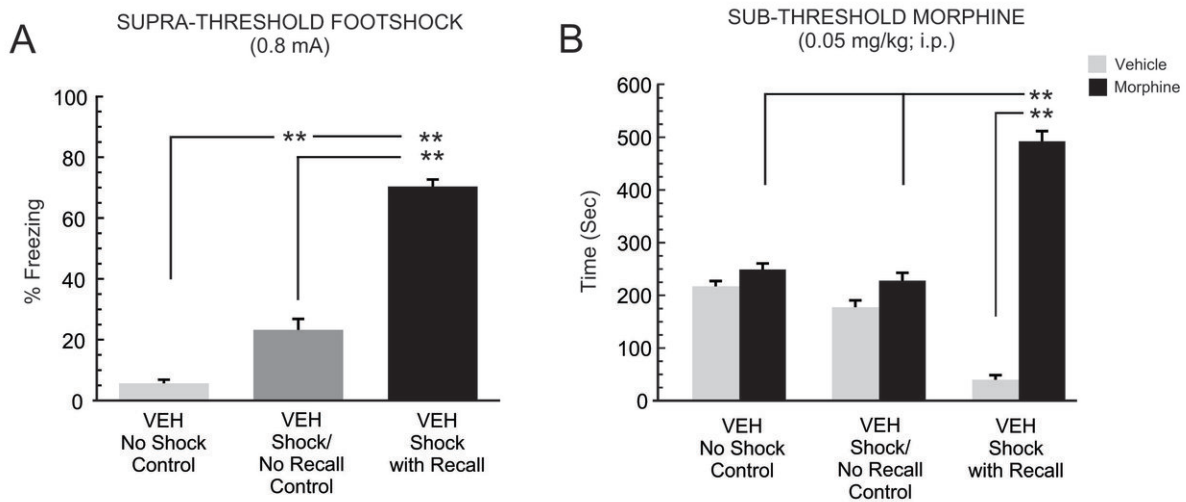 A
SUPRA-THRESHOLD FOOTSHOCK
(0.8 mA)
% Freezing
100
80
60
40
20
0
**
**
**
VEH
No Shock
Control
VEH
Shock/
No Recall
Control
VEH
Shock
with Recall
B
SUB-THRESHOLD MORPHINE
(0.05 mg/kg; i.p.)
Vehicle
Morphine
Time (Sec)
600
500
400
300
200
100
0
**
**
VEH
No Shock
Control
VEH
Shock/
No Recall
Control
VEH
Shock
with Recall